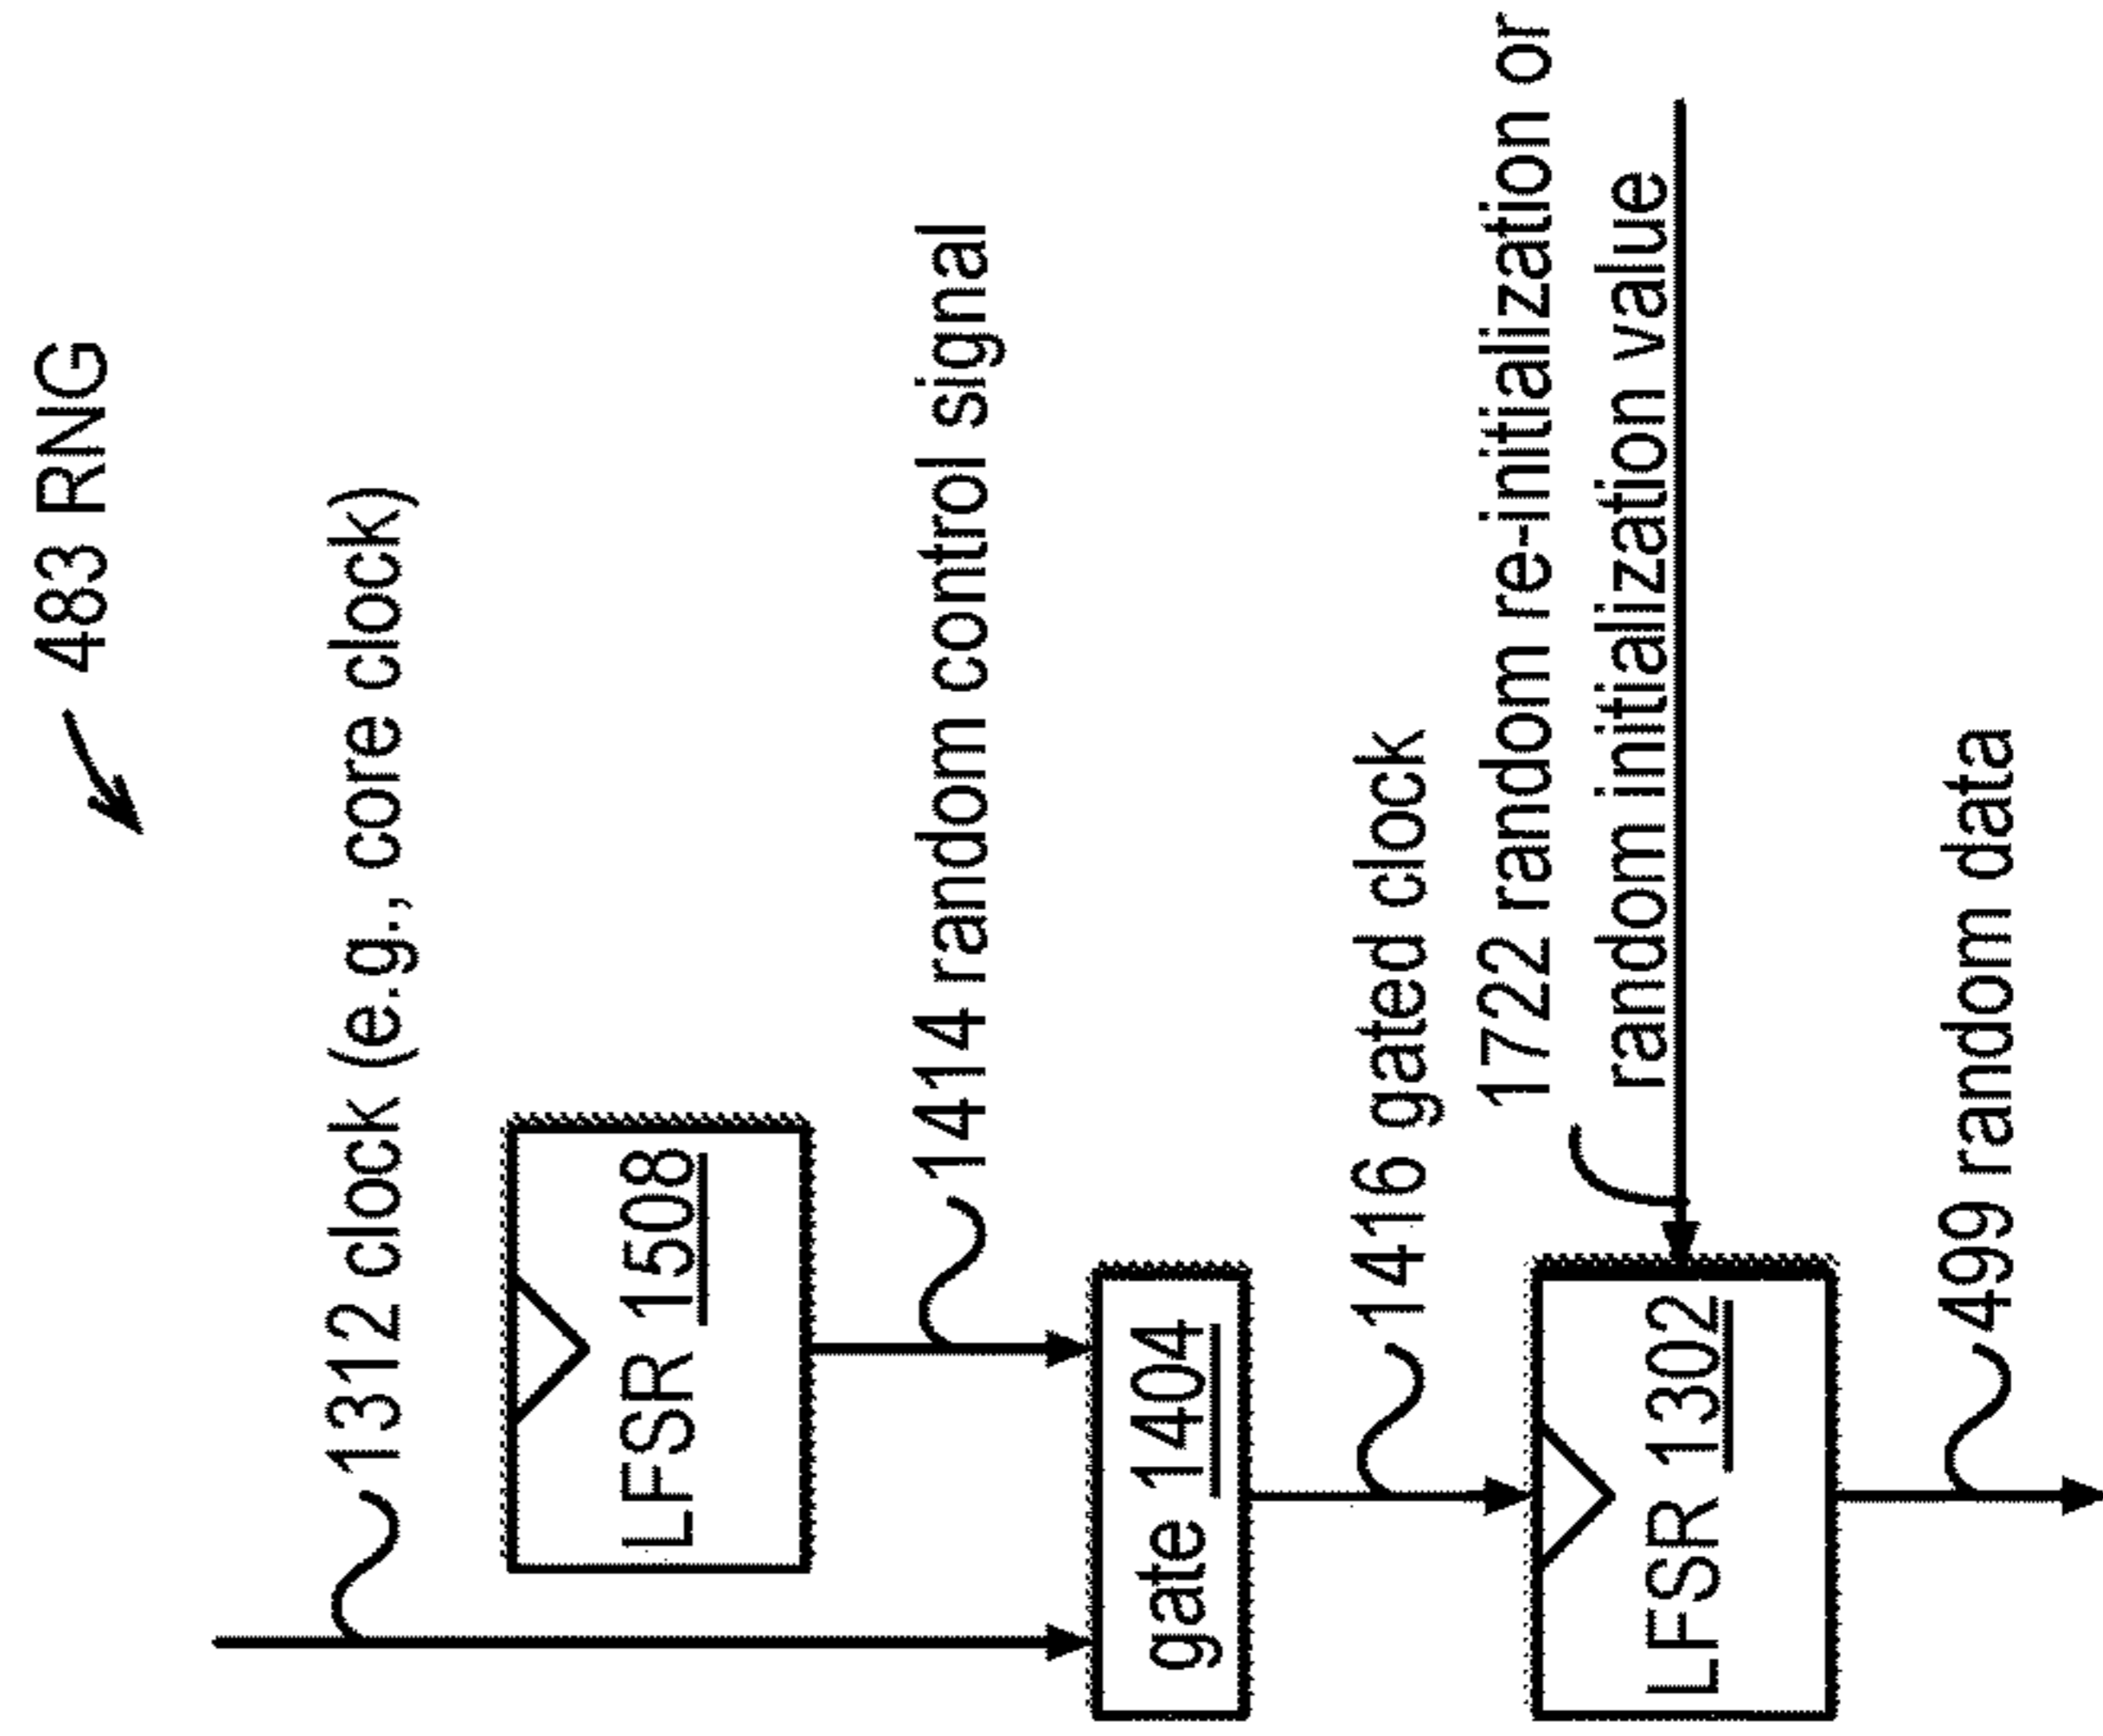 483 RNG
1312 clock (e.g., core clock)
LFSR 1508
1414 random control signal
gate 1404
1416 gated clock
1722 random re-initialization or
random initialization value
LFSR 1302
499 random data